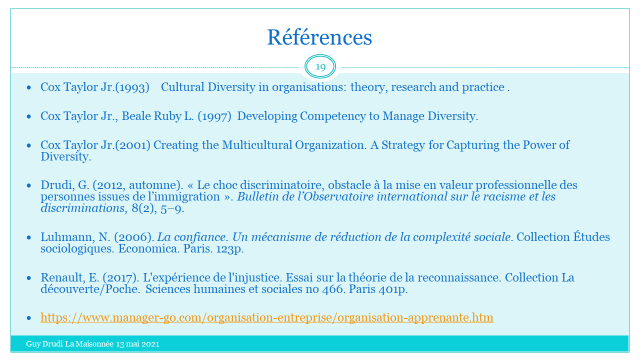 Références
19
• Cox Taylor Jr.(1993) Cultural Diversity in organisations: theory, research and practice .
• Cox Taylor Jr., Beale Ruby L. (1997) Developing Competency to Manage Diversity.
• Cox Taylor Jr.(2001) Creating the Multicultural Organization. A Strategy for Capturing the Power of
Diversity.
• Drudi, G. (2012, automne). « Le choc discriminatoire, obstacle à la mise en valeur professionnelle des
personnes issues de l'immigration ». Bulletin de l'Observatoire international sur le racisme et les
discriminations, 8(2), 5–9.
• Luhmann, N. (2006). La confiance. Un mécanisme de réduction de la complexité sociale. Collection Études
sociologiques. Economica. Paris. 123p.
• Renault, E. (2017). L'expérience de l'injustice. Essai sur la théorie de la reconnaissance. Collection La
découverte/Poche. Sciences humaines et sociales no 466. Paris 401p.
• https://www.manager-go.com/organisation-entreprise/organisation-apprenante.htm
Guy Drudi La Maisonnée 13 mai 2021